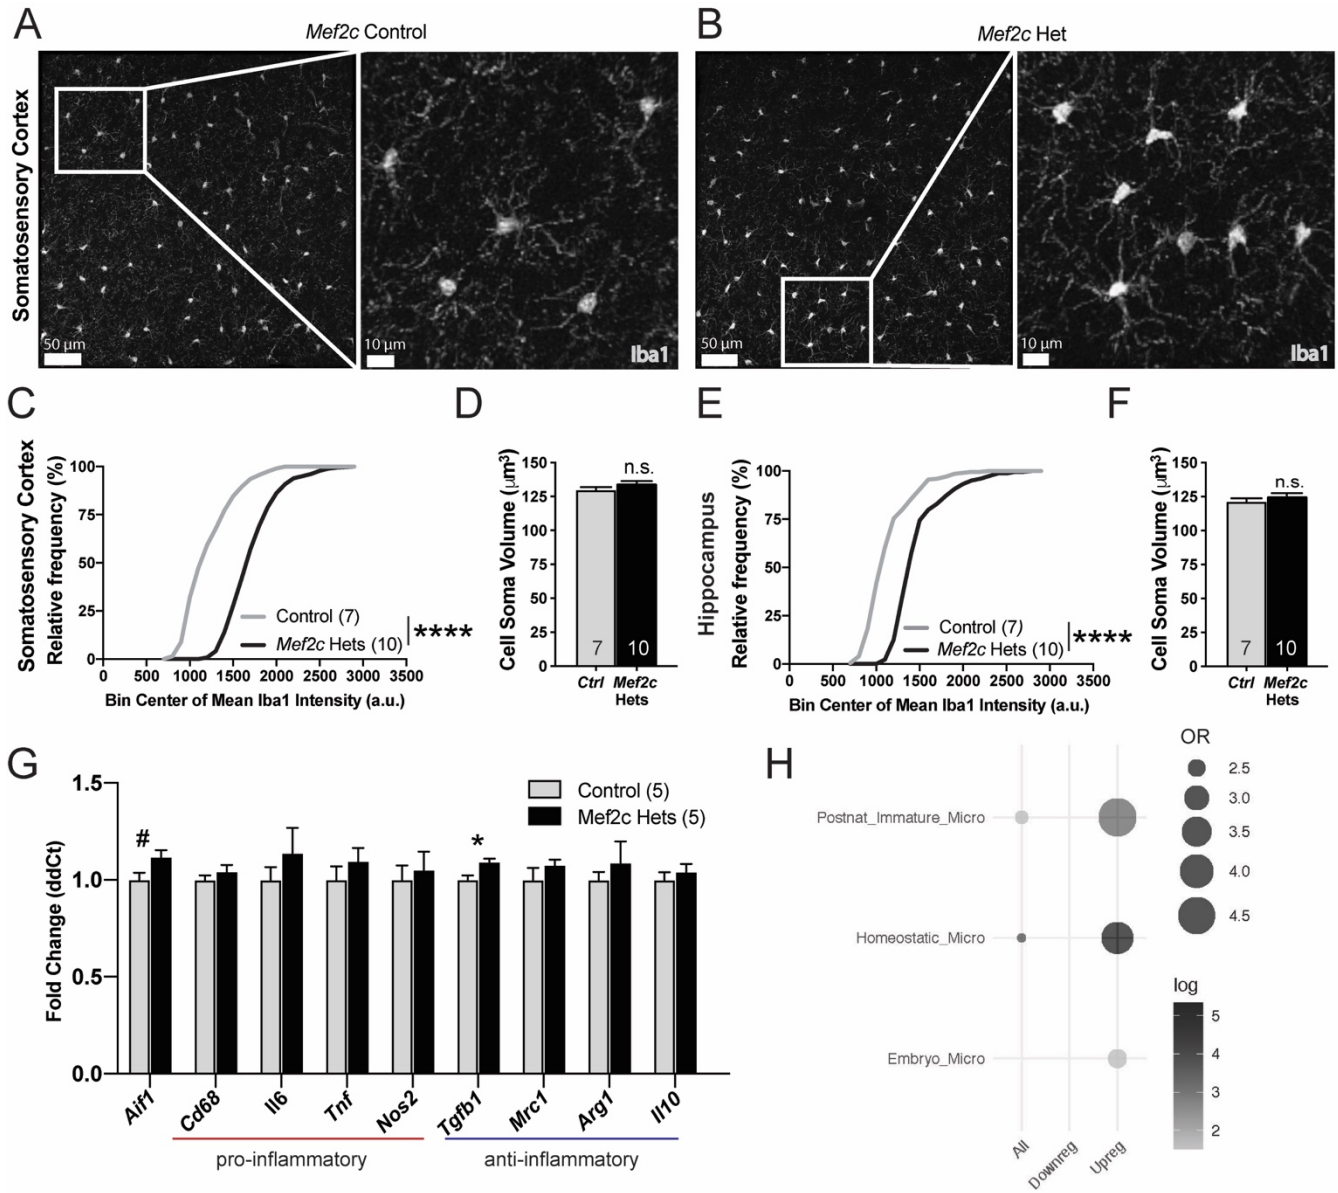 A
Mef2c Control
B
Mef2c Het
Somatosensory Cortex
50 µm
10 µm
Iba1
50 µm
10 µm
Iba1
C
D
E
F
Somatosensory Cortex
Relative frequency (%)
100
75
50
25
0
Control (7)
Mef2c Hets (10)
****
0 500 1000 1500 2000 2500 3000 3500
Bin Center of Mean Iba1 Intensity (a.u.)
Cell Soma Volume (µm³)
150
125
100
75
50
25
0
n.s.
7 10
Ctrl Mef2c
Hets
Hippocampus
Relative frequency (%)
100
75
50
25
0
Control (7)
Mef2c Hets (10)
****
0 500 1000 1500 2000 2500 3000 3500
Bin Center of Mean Iba1 Intensity (a.u.)
Cell Soma Volume (µm³)
150
125
100
75
50
25
0
n.s.
7 10
Ctrl Mef2c
Hets
G
Fold Change (ddCt)
1.5
1.0
0.5
0.0
Control (5)
Mef2c Hets (5)
#
*
Aif1 Cd68 Il6 Tnf Nos2 Tgfb1 Mrc1 Arg1 Il10
pro-inflammatory anti-inflammatory
H
Postnat_Immature_Micro
Homeostatic_Micro
Embryo_Micro
All Downreg Upreg
OR
2.5
3.0
3.5
4.0
4.5
log
5
4
3
2